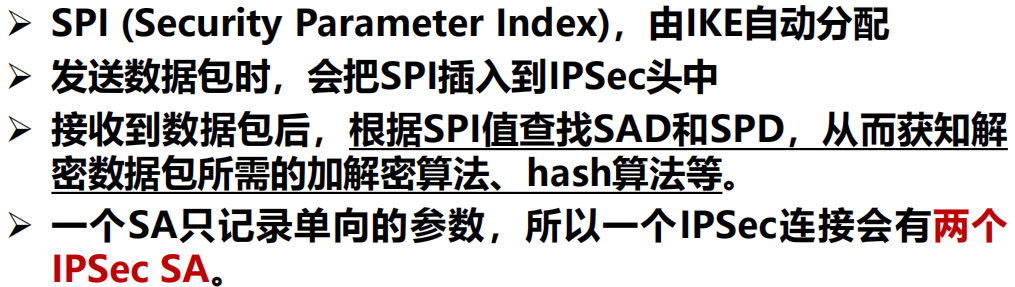 ➢ SPI (Security Parameter Index)，由IKE自动分配
➢ 发送数据包时，会把SPI插入到IPSec头中
➢ 接收到数据包后，根据SPI值查找SAD和SPD，从而获知解
密数据包所需的加解密算法、hash算法等。
➢ 一个SA只记录单向的参数，所以一个IPSec连接会有两个
IPSec SA。